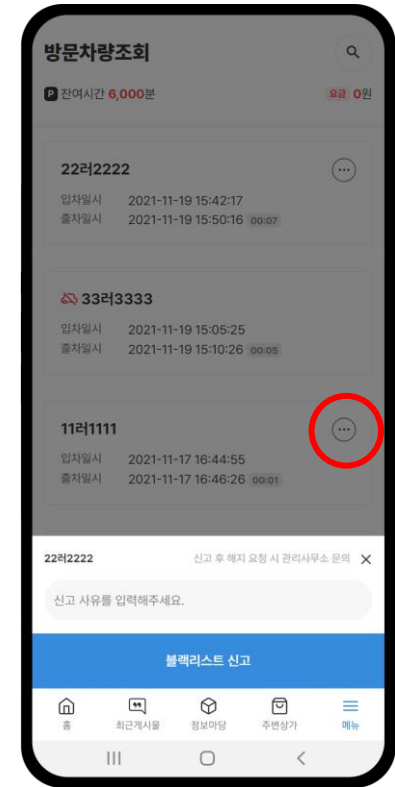 방문차량조회
P 잔여시간 6,000분 요금 0원
22러2222
입차일시 2021-11-19 15:42:17
출차일시 2021-11-19 15:50:16 00:07
33러3333
입차일시 2021-11-19 15:05:25
출차일시 2021-11-19 15:10:26 00:05
11러1111
입차일시 2021-11-17 16:44:55
출차일시 2021-11-17 16:46:26 00:01
22러2222 신고 후 해지 요청 시 관리사무소 문의
신고 사유를 입력해주세요.
블랙리스트 신고
홈 최근게시물 정보마당 주변상가 메뉴